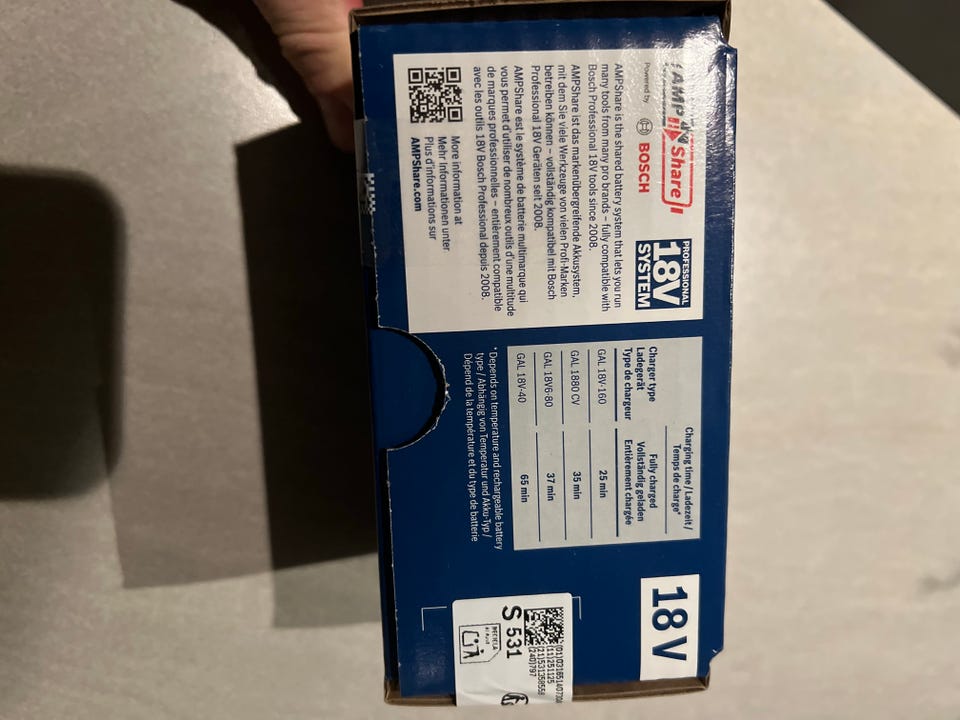 AMP
Share
Powered by BOSCH
PROFESSIONAL
18V
SYSTEM
AMPShare is the shared battery system that lets you run
many tools from many pro brands – fully compatible with
Bosch Professional 18V tools since 2008.
AMPShare ist das markenübergreifende Akkusystem,
mit dem Sie viele Werkzeuge von vielen Profi-Marken
betreiben können – vollständig kompatibel mit Bosch
Professional 18V Geräten seit 2008.
AMPShare est le système de batterie multimarque qui
vous permet d'utiliser de nombreux outils d'une multitude
de marques professionnelles – entièrement compatible
avec les outils 18V Bosch Professional depuis 2008.
More information at
Mehr Informationen unter
Plus d'informations sur
AMPShare.com
Charging time / Ladezeit /
Temps de charge*
Charger type
Ladegerät
Type de chargeur
Fully charged
Vollständig geladen
Entièrement chargée
GAL 18V-160 25 min
GAL 1880 CV 35 min
GAL 18V6-80 37 min
GAL 18V-40 65 min
* Depends on temperature and rechargeable battery
type / Abhängig von Temperatur und Akku-Typ /
Dépend de la température et du type de batterie
18 V
(11)251125
(240)797
S 531